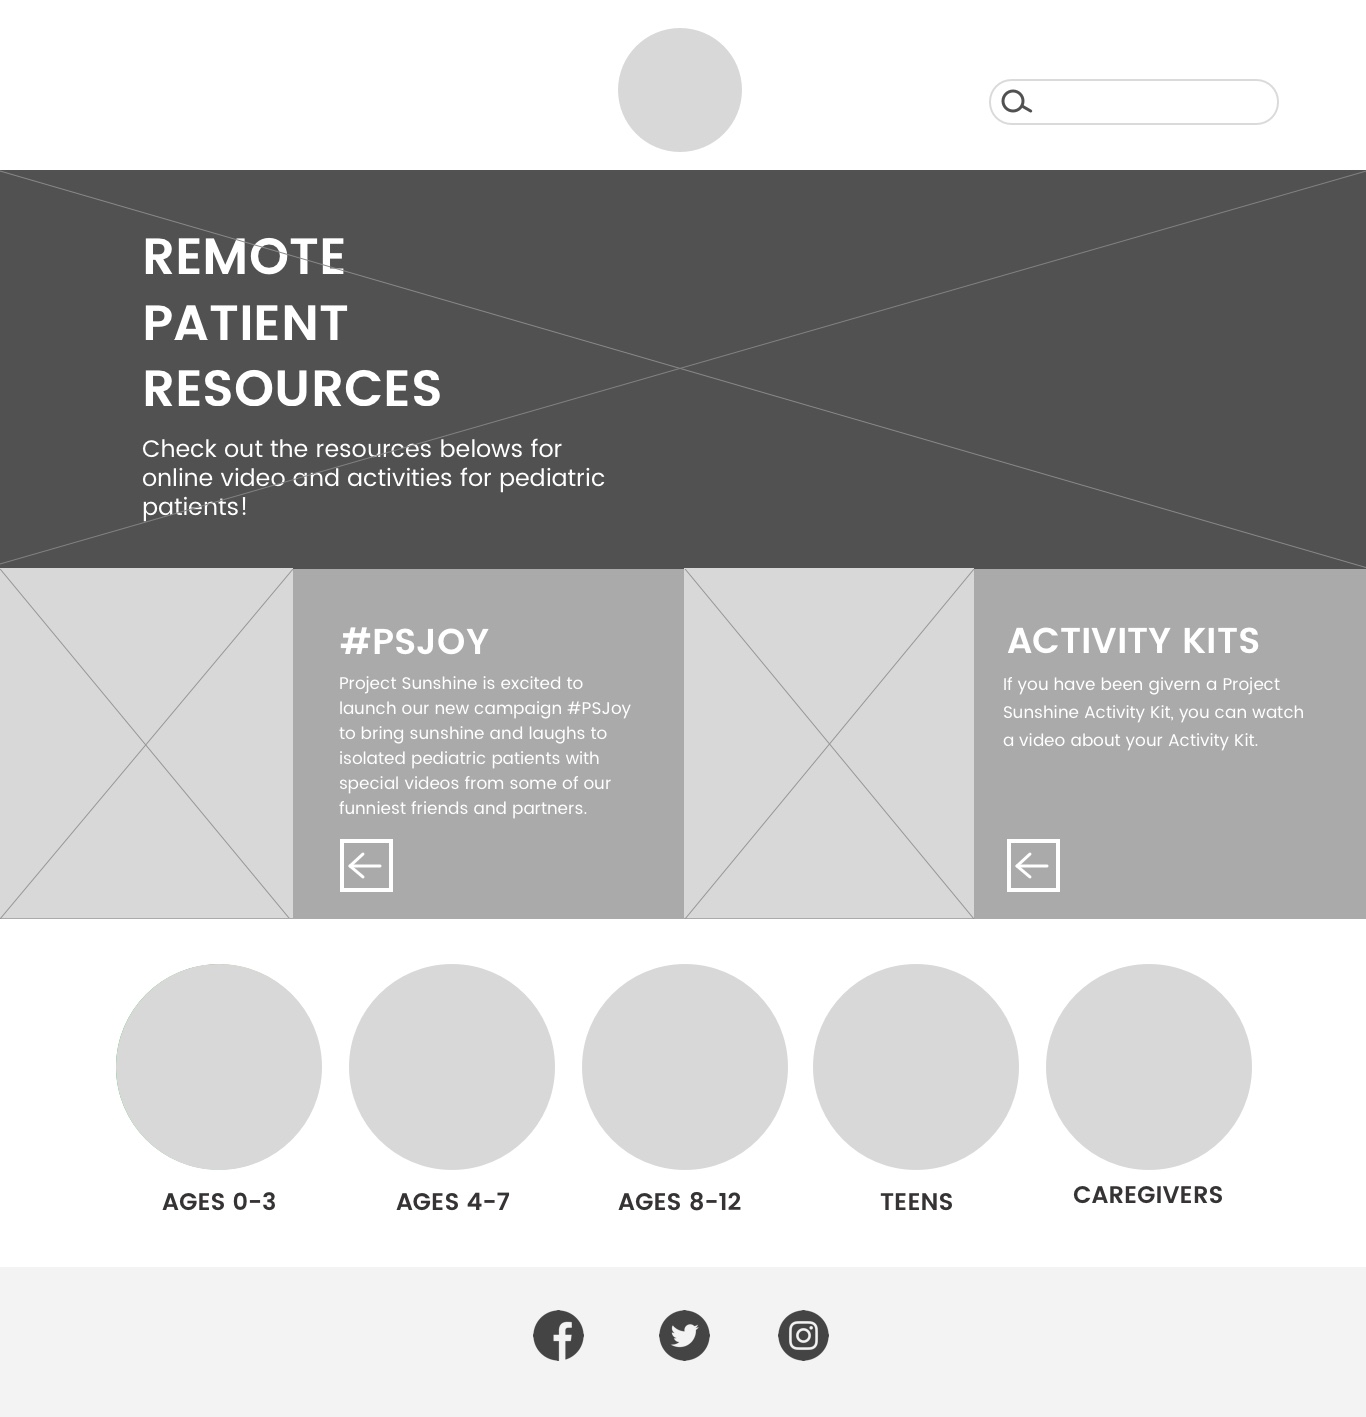 REMOTE
PATIENT
RESOURCES
Check out the resources belows for
online video and activities for pediatric
patients!
#PSJOY
Project Sunshine is excited to
launch our new campaign #PSJoy
to bring sunshine and laughs to
isolated pediatric patients with
special videos from some of our
funniest friends and partners.
ACTIVITY KITS
If you have been givern a Project
Sunshine Activity Kit, you can watch
a video about your Activity Kit.
AGES 0-3
AGES 4-7
AGES 8-12
TEENS
CAREGIVERS